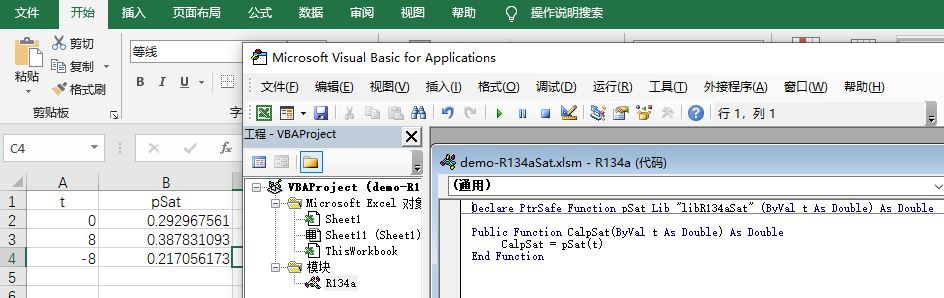 文件 开始 插入 页面布局 公式 数据 审阅 视图 帮助 操作说明搜索
剪切
复制
粘贴
格式刷
剪贴板
等线
B I U
字
C4
A B
1 t pSat
2 0 0.292967561
3 8 0.387831093
4 -8 0.217056173
5
6
7
Microsoft Visual Basic for Applications
文件(F) 编辑(E) 视图(V) 插入(I) 格式(O) 调试(D) 运行(R) 工具(T) 外接程序(A) 窗口(W) 帮助(H)
行 1, 列 1
工程 - VBAProject
VBAProject (demo-R1
Microsoft Excel 对象
Sheet1
Sheet11 (Sheet1)
ThisWorkbook
模块
R134a
demo-R134aSat.xlsm - R134a (代码)
(通用)
Declare PtrSafe Function pSat Lib "libR134aSat" (ByVal t As Double) As Double
Public Function CalpSat(ByVal t As Double) As Double
CalpSat = pSat(t)
End Function